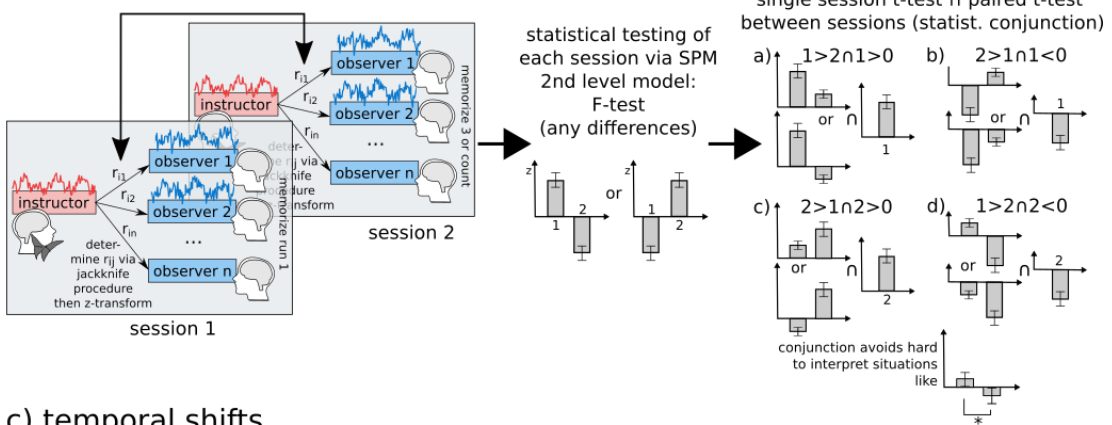 single session t-test ∩ paired t-test
between sessions (statist. conjunction)
statistical testing of
each session via SPM
2nd level model:
F-test
(any differences)
observer 1
observer 2
...
observer n
instructor
ri1
ri2
rin
memorize 3 or count
session 2
observer 1
observer 2
...
observer n
instructor
ri1
ri2
rin
memorize run 1
deter-
mine rij via
jackknife
procedure
then z-transform
session 1
z
1
2
or
z
1
2
a) 1>2∩1>0
or ∩
1
b) 2>1∩1<0
or ∩
1
c) 2>1∩2>0
or ∩
2
d) 1>2∩2<0
or ∩
2
conjunction avoids hard
to interpret situations
like
*
c) temporal shifts